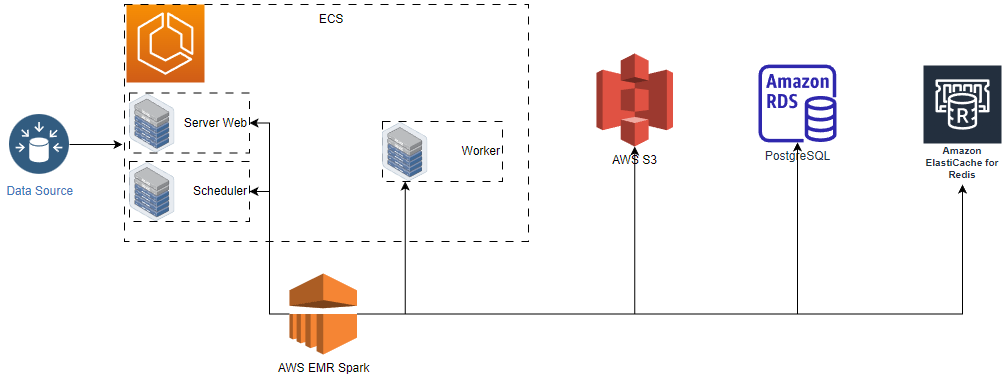 ECS
Server Web
Scheduler
Worker
Data Source
AWS S3
Amazon
RDS
PostgreSQL
R
Amazon
ElastiCache for
Redis
AWS EMR Spark